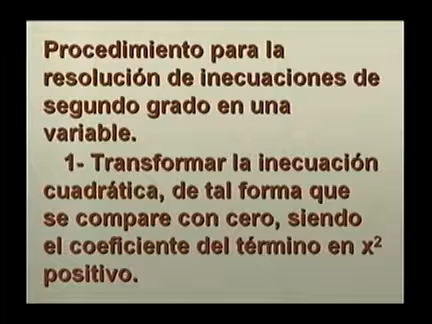 Procedimiento para la
resolución de inecuaciones de
segundo grado en una
variable.
1- Transformar la inecuación
cuadrática, de tal forma que
se compare con cero, siendo
el coeficiente del término en x²
positivo.